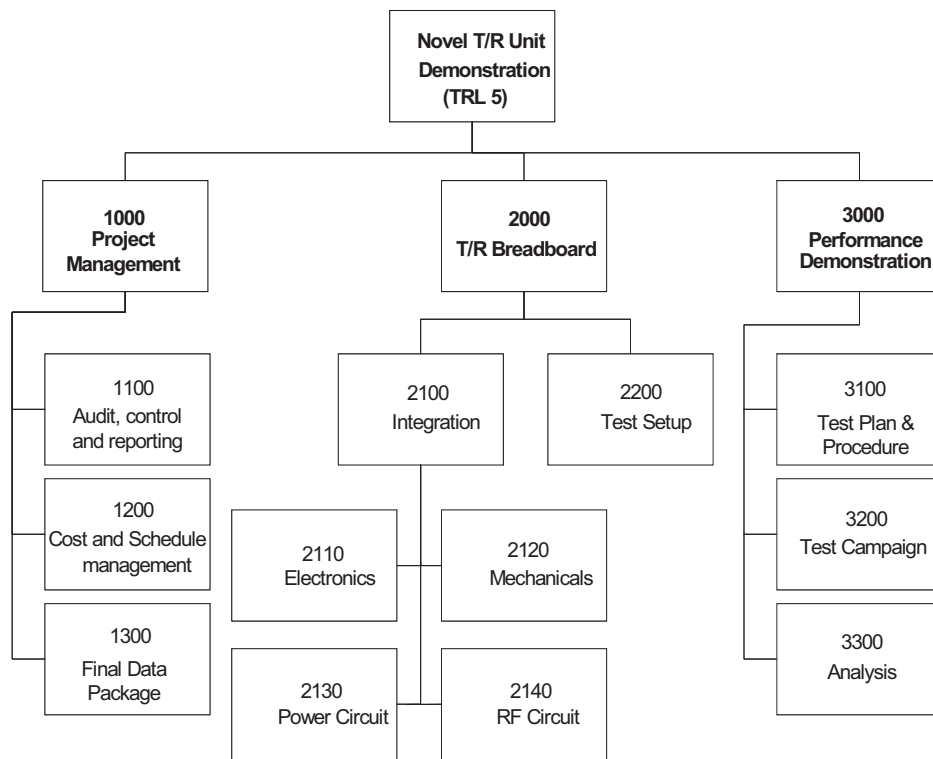 Novel T/R Unit
Demonstration
(TRL 5)
1000
Project
Management
2000
T/R Breadboard
3000
Performance
Demonstration
1100
Audit, control
and reporting
1200
Cost and Schedule
management
1300
Final Data
Package
2100
Integration
2200
Test Setup
2110
Electronics
2120
Mechanicals
2130
Power Circuit
2140
RF Circuit
3100
Test Plan &
Procedure
3200
Test Campaign
3300
Analysis